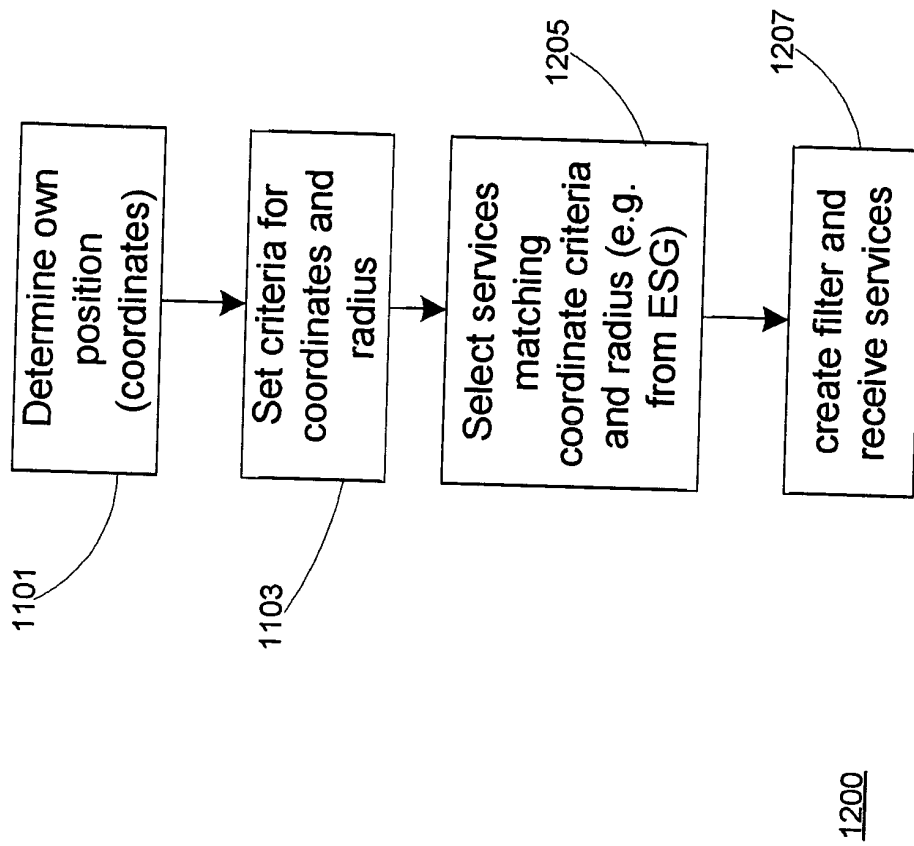 Determine own
position
(coordinates)
1101
Set criteria for
coordinates and
radius
1103
Select services
matching
coordinate criteria
and radius (e.g.
from ESG)
1205
create filter and
receive services
1207
1200